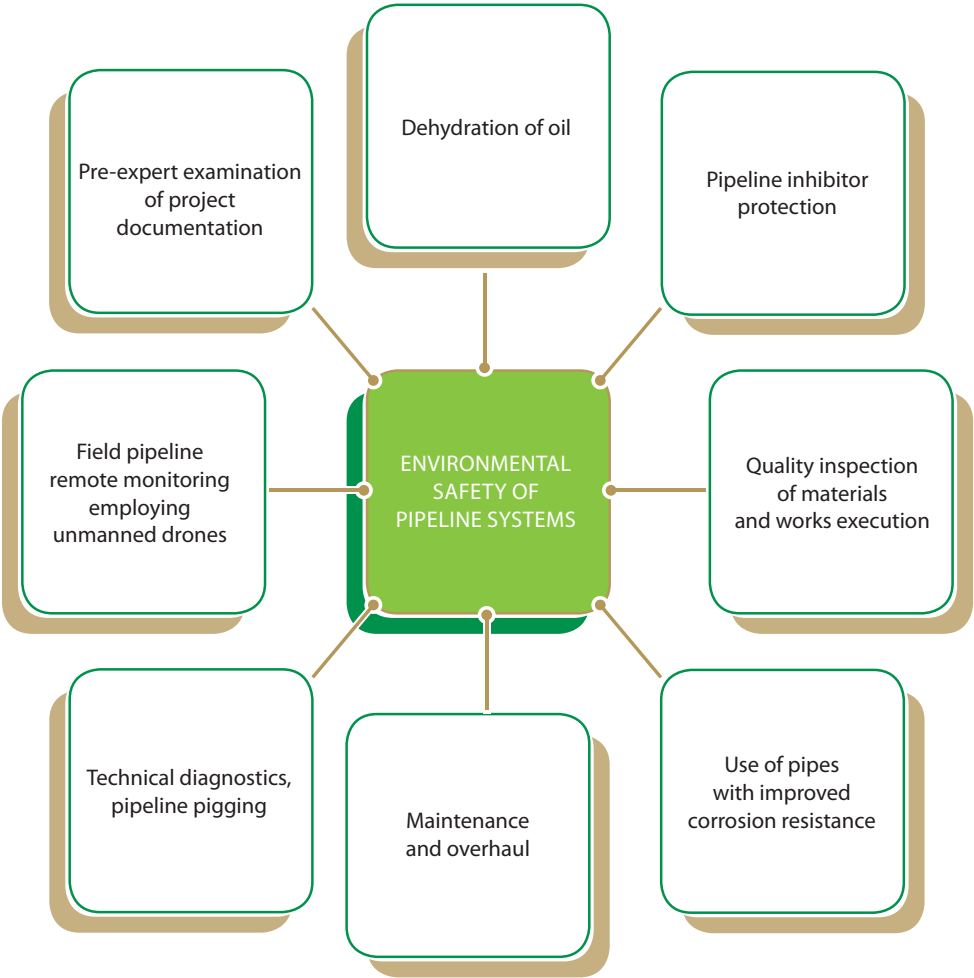 Dehydration of oil
Pre-expert examination
of project
documentation
Pipeline inhibitor
protection
Field pipeline
remote monitoring
employing
unmanned drones
ENVIRONMENTAL
SAFETY OF
PIPELINE SYSTEMS
Quality inspection
of materials
and works execution
Technical diagnostics,
pipeline pigging
Maintenance
and overhaul
Use of pipes
with improved
corrosion resistance